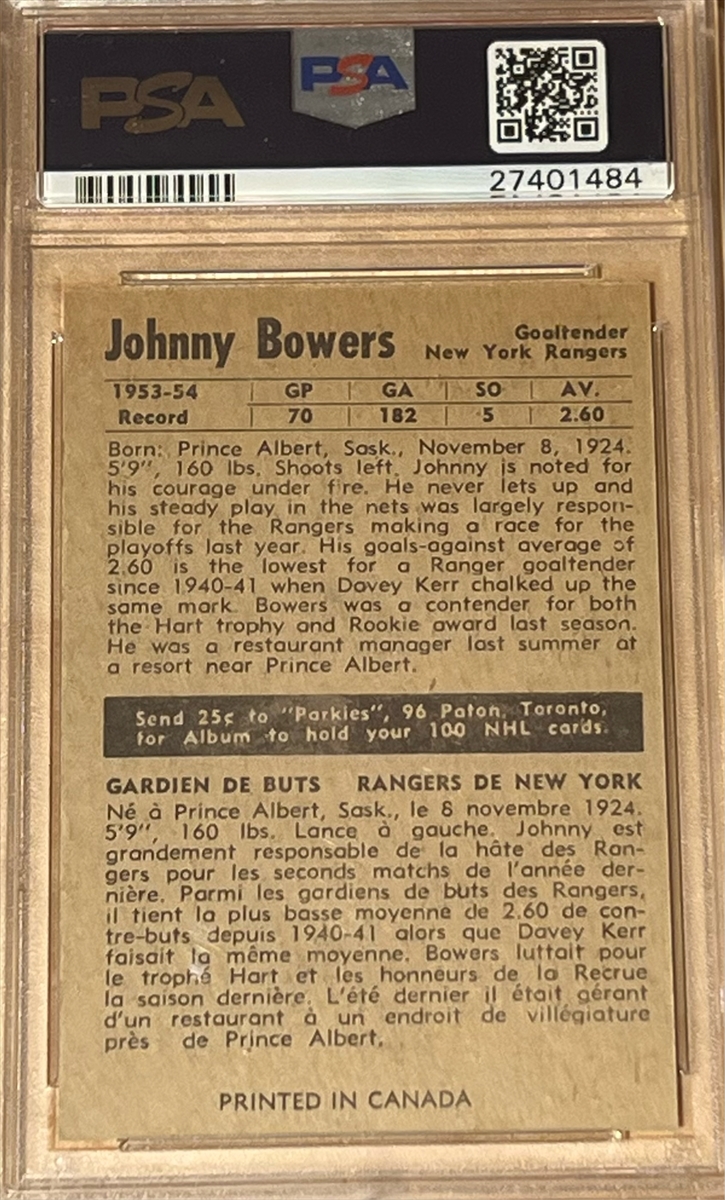 PSA PSA
27401484
Johnny Bowers
Goaltender
New York Rangers
1953-54 GP GA SO AV.
Record 70 182 5 2.60
Born: Prince Albert, Sask., November 8, 1924.
5'9", 160 lbs. Shoots left. Johnny is noted for
his courage under fire. He never lets up and
his steady play in the nets was largely respon-
sible for the Rangers making a race for the
playoffs last year. His goals-against average of
2.60 is the lowest for a Ranger goaltender
since 1940-41 when Davey Kerr chalked up the
same mark. Bowers was a contender for both
the Hart trophy and Rookie award last season.
He was a restaurant manager last summer at
a resort near Prince Albert.
Send 25¢ to "Parkies", 96 Paton, Toronto,
for Album to hold your 100 NHL cards.
GARDIEN DE BUTS RANGERS DE NEW YORK
Né à Prince Albert, Sask., le 8 novembre 1924.
5'9", 160 lbs. Lance à gauche. Johnny est
grandement responsable de la hâte des Ran-
gers pour les seconds matchs de l'année der-
nière. Parmi les gardiens de buts des Rangers,
il tient la plus basse moyenne de 2.60 de con-
tre-buts depuis 1940-41 alors que Davey Kerr
faisait la même moyenne. Bowers luttait pour
le trophé Hart et les honneurs de la Recrue
la saison dernière. L'été dernier il était gérant
d'un restaurant à un endroit de villégiature
près de Prince Albert.
PRINTED IN CANADA